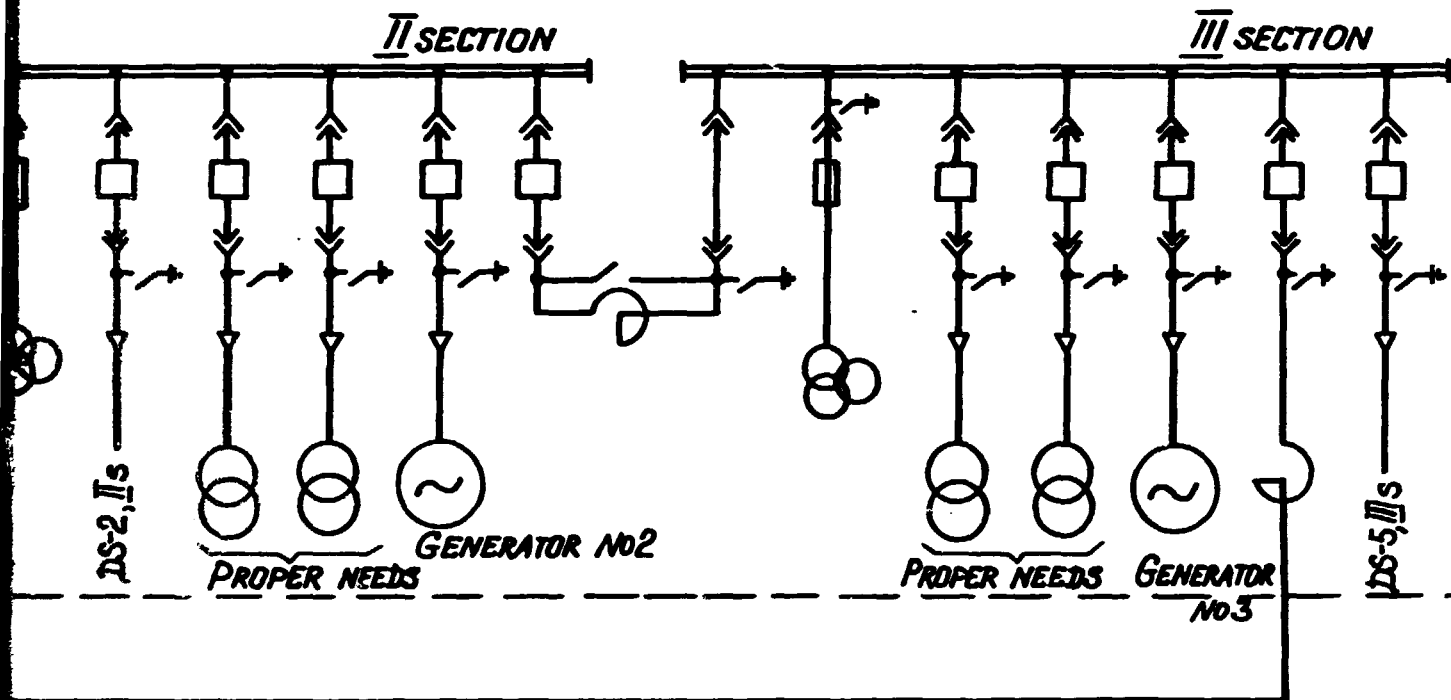 II SECTION
III SECTION
DS-2, IIs
PROPER NEEDS
GENERATOR No2
PROPER NEEDS
GENERATOR
No3
DS-5, IIIs